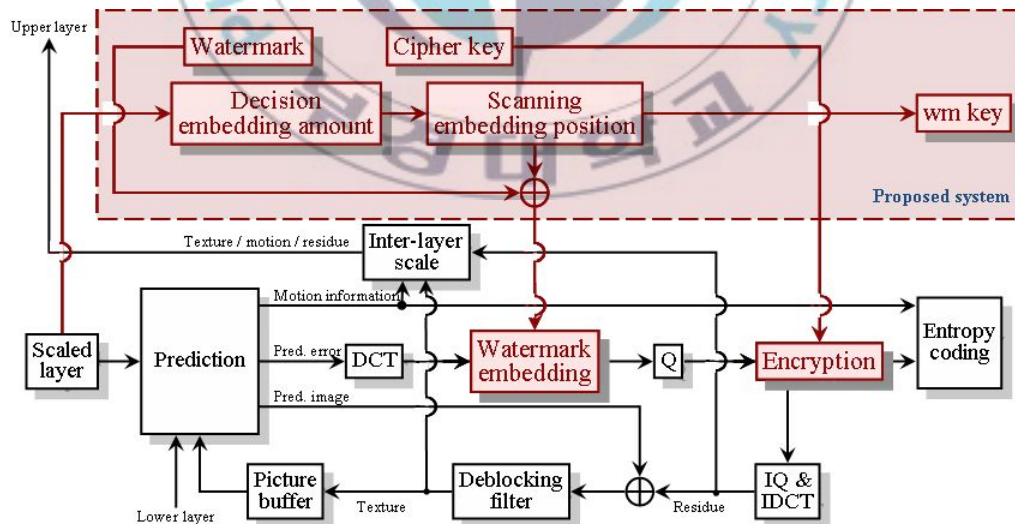 Upper layer
Watermark
Cipher key
Decision
embedding amount
Scanning
embedding position
wm key
Proposed system
Texture / motion / residue
Inter-layer
scale
Motion information
Scaled
layer
Prediction
Pred. error
DCT
Watermark
embedding
Q
Encryption
Entropy
coding
Pred. image
Picture
buffer
Texture
Deblocking
filter
Residue
IQ &
IDCT
Lower layer